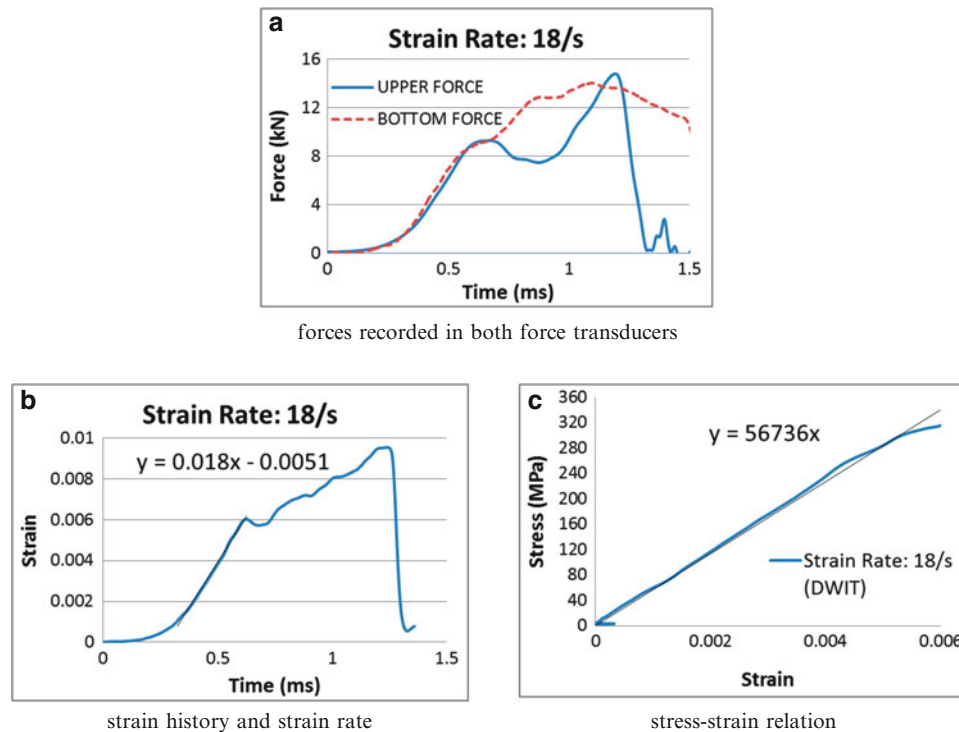 a
Strain Rate: 18/s
16
12
8
4
0
Force (kN)
UPPER FORCE
BOTTOM FORCE
0 0.5 1 1.5
Time (ms)
forces recorded in both force transducers
b
Strain Rate: 18/s
0.01
0.008
0.006
0.004
0.002
0
Strain
y = 0.018x - 0.0051
0 0.5 1 1.5
Time (ms)
strain history and strain rate
c
360
320
280
240
200
160
120
80
40
0
Stress (MPa)
y = 56736x
Strain Rate: 18/s
(DWIT)
0 0.002 0.004 0.006
Strain
stress-strain relation